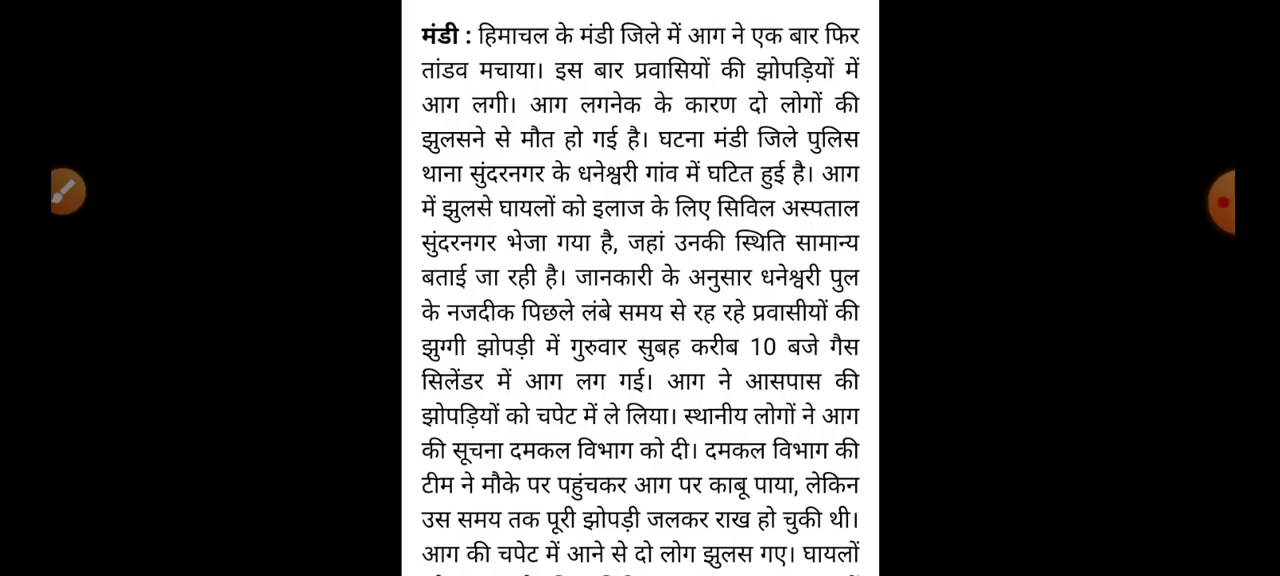 मंडी : हिमाचल के मंडी जिले में आग ने एक बार फिर
तांडव मचाया। इस बार प्रवासियों की झोपड़ियों में
आग लगी। आग लगनेक के कारण दो लोगों की
झुलसने से मौत हो गई है। घटना मंडी जिले पुलिस
थाना सुंदरनगर के धनेश्वरी गांव में घटित हुई है। आग
में झुलसे घायलों को इलाज के लिए सिविल अस्पताल
सुंदरनगर भेजा गया है, जहां उनकी स्थिति सामान्य
बताई जा रही है। जानकारी के अनुसार धनेश्वरी पुल
के नजदीक पिछले लंबे समय से रह रहे प्रवासीयों की
झुग्गी झोपड़ी में गुरुवार सुबह करीब 10 बजे गैस
सिलेंडर में आग लग गई। आग ने आसपास की
झोपड़ियों को चपेट में ले लिया। स्थानीय लोगों ने आग
की सूचना दमकल विभाग को दी। दमकल विभाग की
टीम ने मौके पर पहुंचकर आग पर काबू पाया, लेकिन
उस समय तक पूरी झोपड़ी जलकर राख हो चुकी थी।
आग की चपेट में आने से दो लोग झुलस गए। घायलों